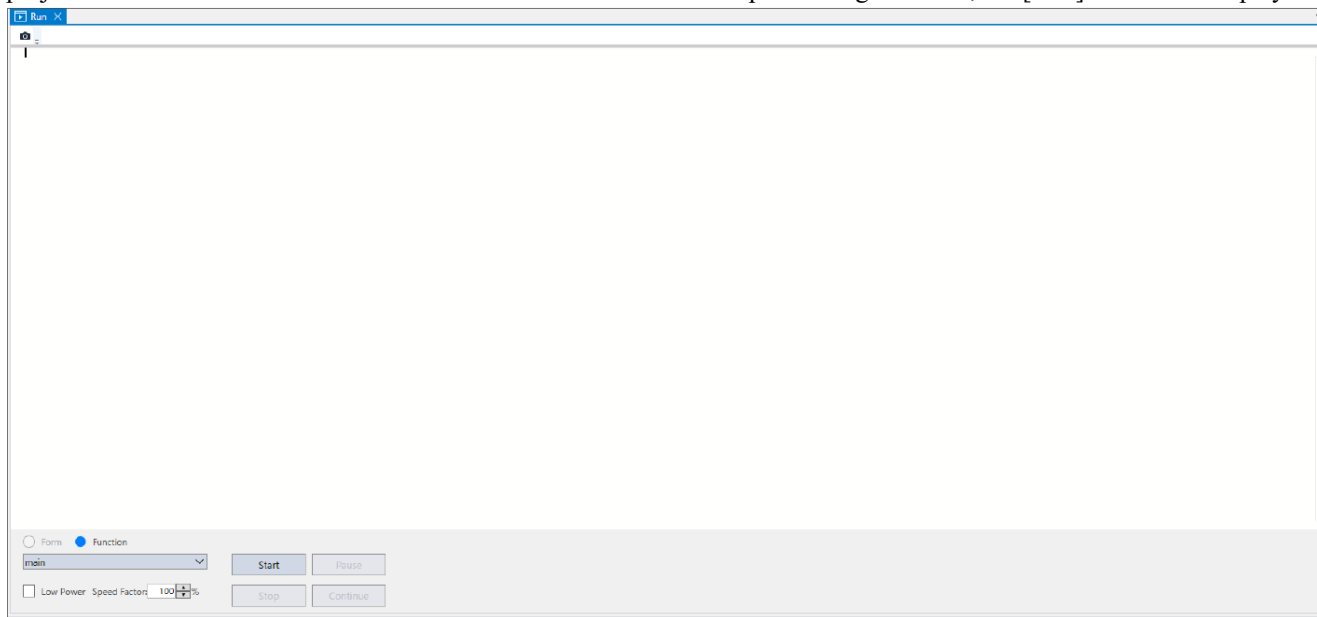 Run
Form Function
main
Start Pause
Low Power Speed Factor: 100 %
Stop Continue